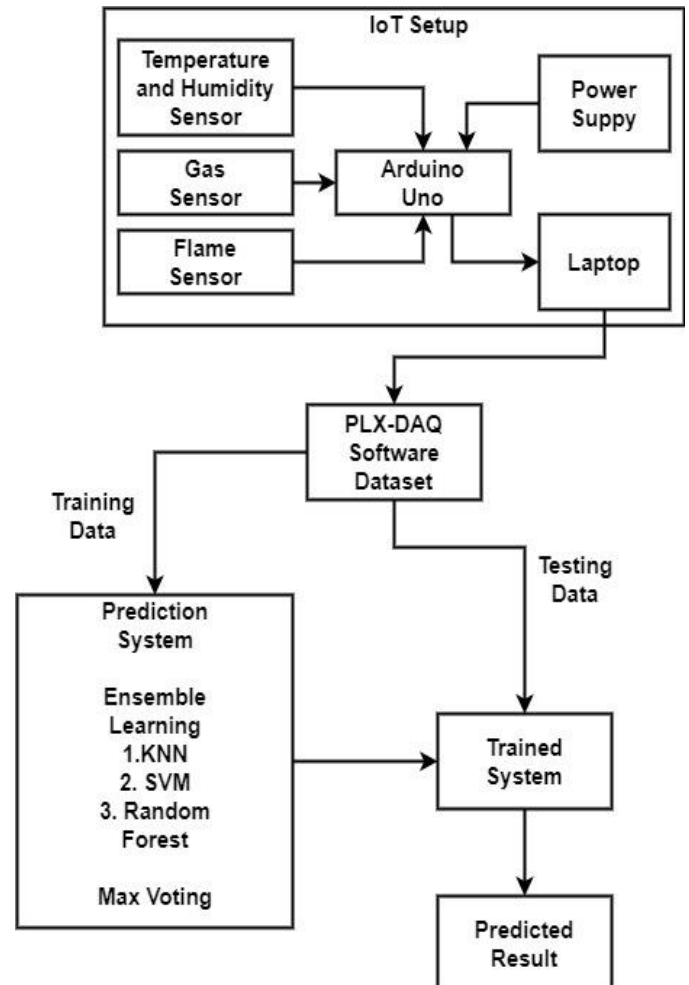 IoT Setup
Temperature
and Humidity
Sensor
Power
Suppy
Gas
Sensor
Arduino
Uno
Flame
Sensor
Laptop
PLX-DAQ
Software
Dataset
Training
Data
Testing
Data
Prediction
System
Ensemble
Learning
1.KNN
2. SVM
3. Random
Forest
Max Voting
Trained
System
Predicted
Result